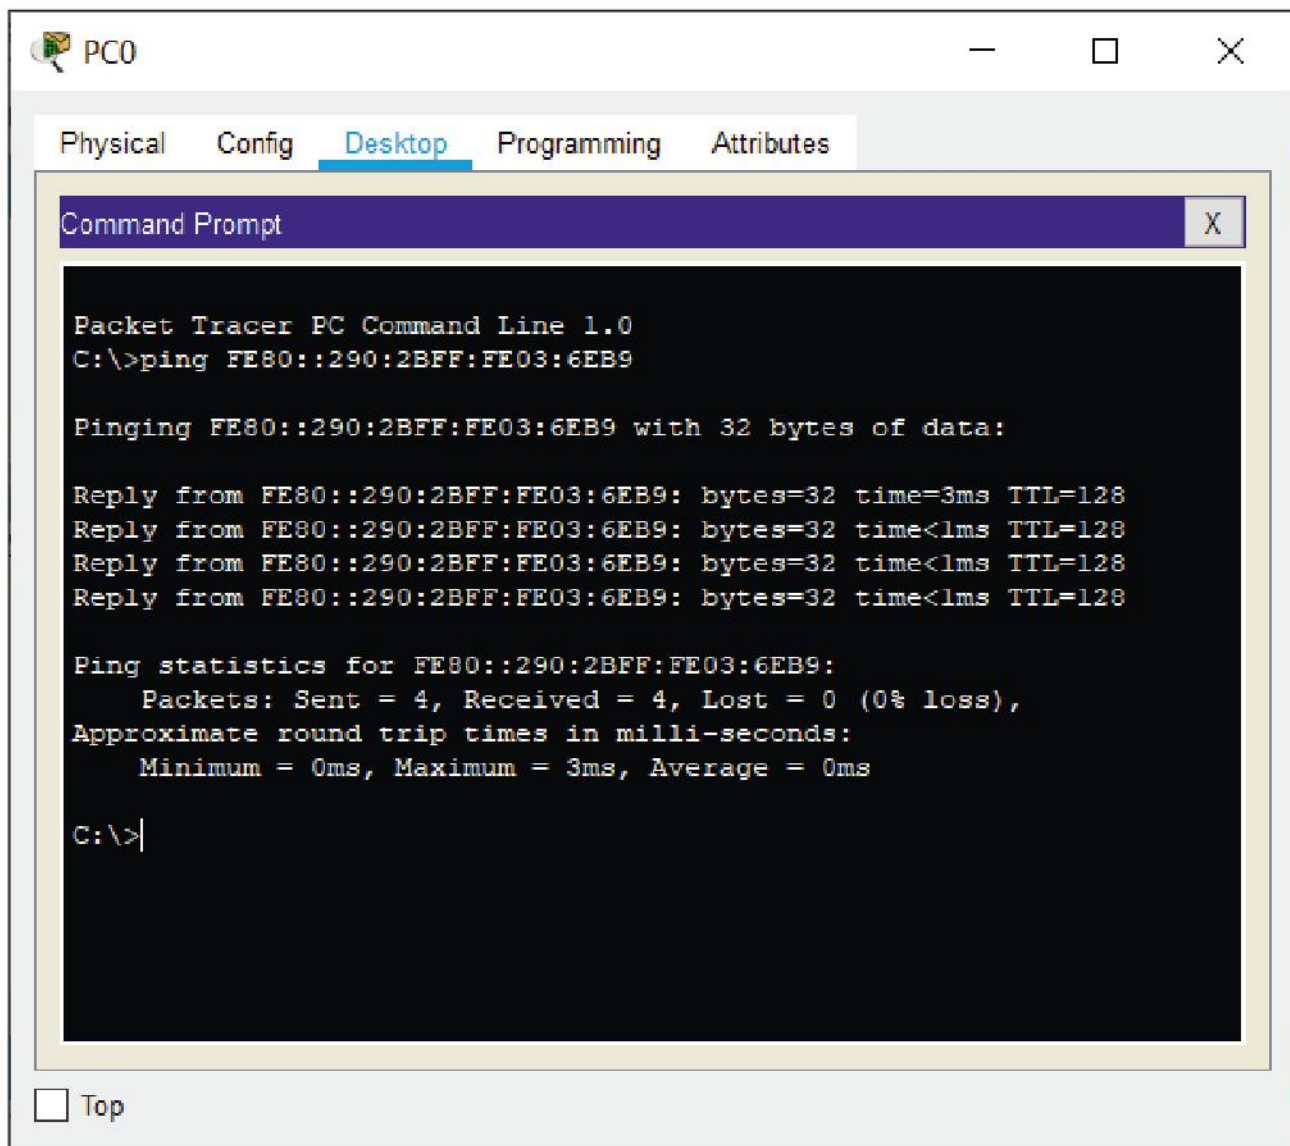 PC0
Physical Config Desktop Programming Attributes
Command Prompt X
Packet Tracer PC Command Line 1.0
C:\>ping FE80::290:2BFF:FE03:6EB9
Pinging FE80::290:2BFF:FE03:6EB9 with 32 bytes of data:
Reply from FE80::290:2BFF:FE03:6EB9: bytes=32 time=3ms TTL=128
Reply from FE80::290:2BFF:FE03:6EB9: bytes=32 time<1ms TTL=128
Reply from FE80::290:2BFF:FE03:6EB9: bytes=32 time<1ms TTL=128
Reply from FE80::290:2BFF:FE03:6EB9: bytes=32 time<1ms TTL=128
Ping statistics for FE80::290:2BFF:FE03:6EB9:
Packets: Sent = 4, Received = 4, Lost = 0 (0% loss),
Approximate round trip times in milli-seconds:
Minimum = 0ms, Maximum = 3ms, Average = 0ms
C:\>
Top